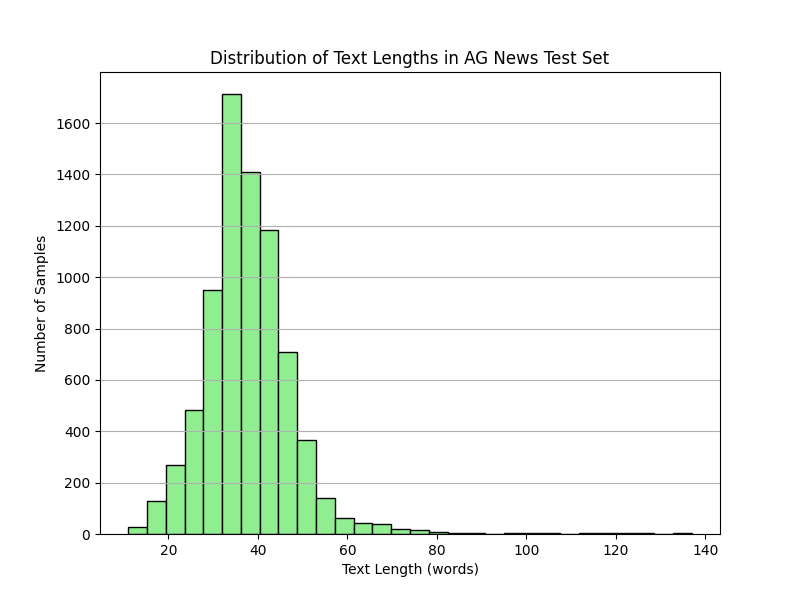 Distribution of Text Lengths in AG News Test Set
1600
1400
1200
1000
800
600
400
200
0
Number of Samples
20 40 60 80 100 120 140
Text Length (words)